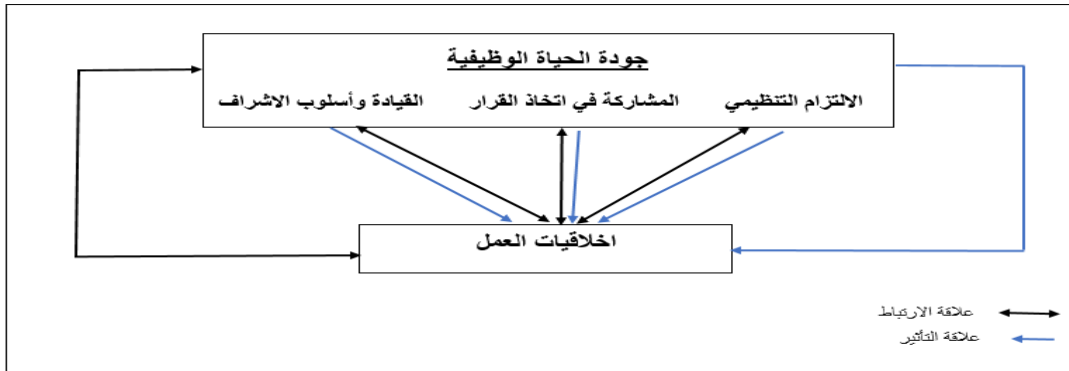 جودة الحياة الوظيفية
الالتزام التنظيمي المشاركة في اتخاذ القرار القيادة وأسلوب الاشراف
اخلاقيات العمل
علاقة الارتباط
علاقة التأثير